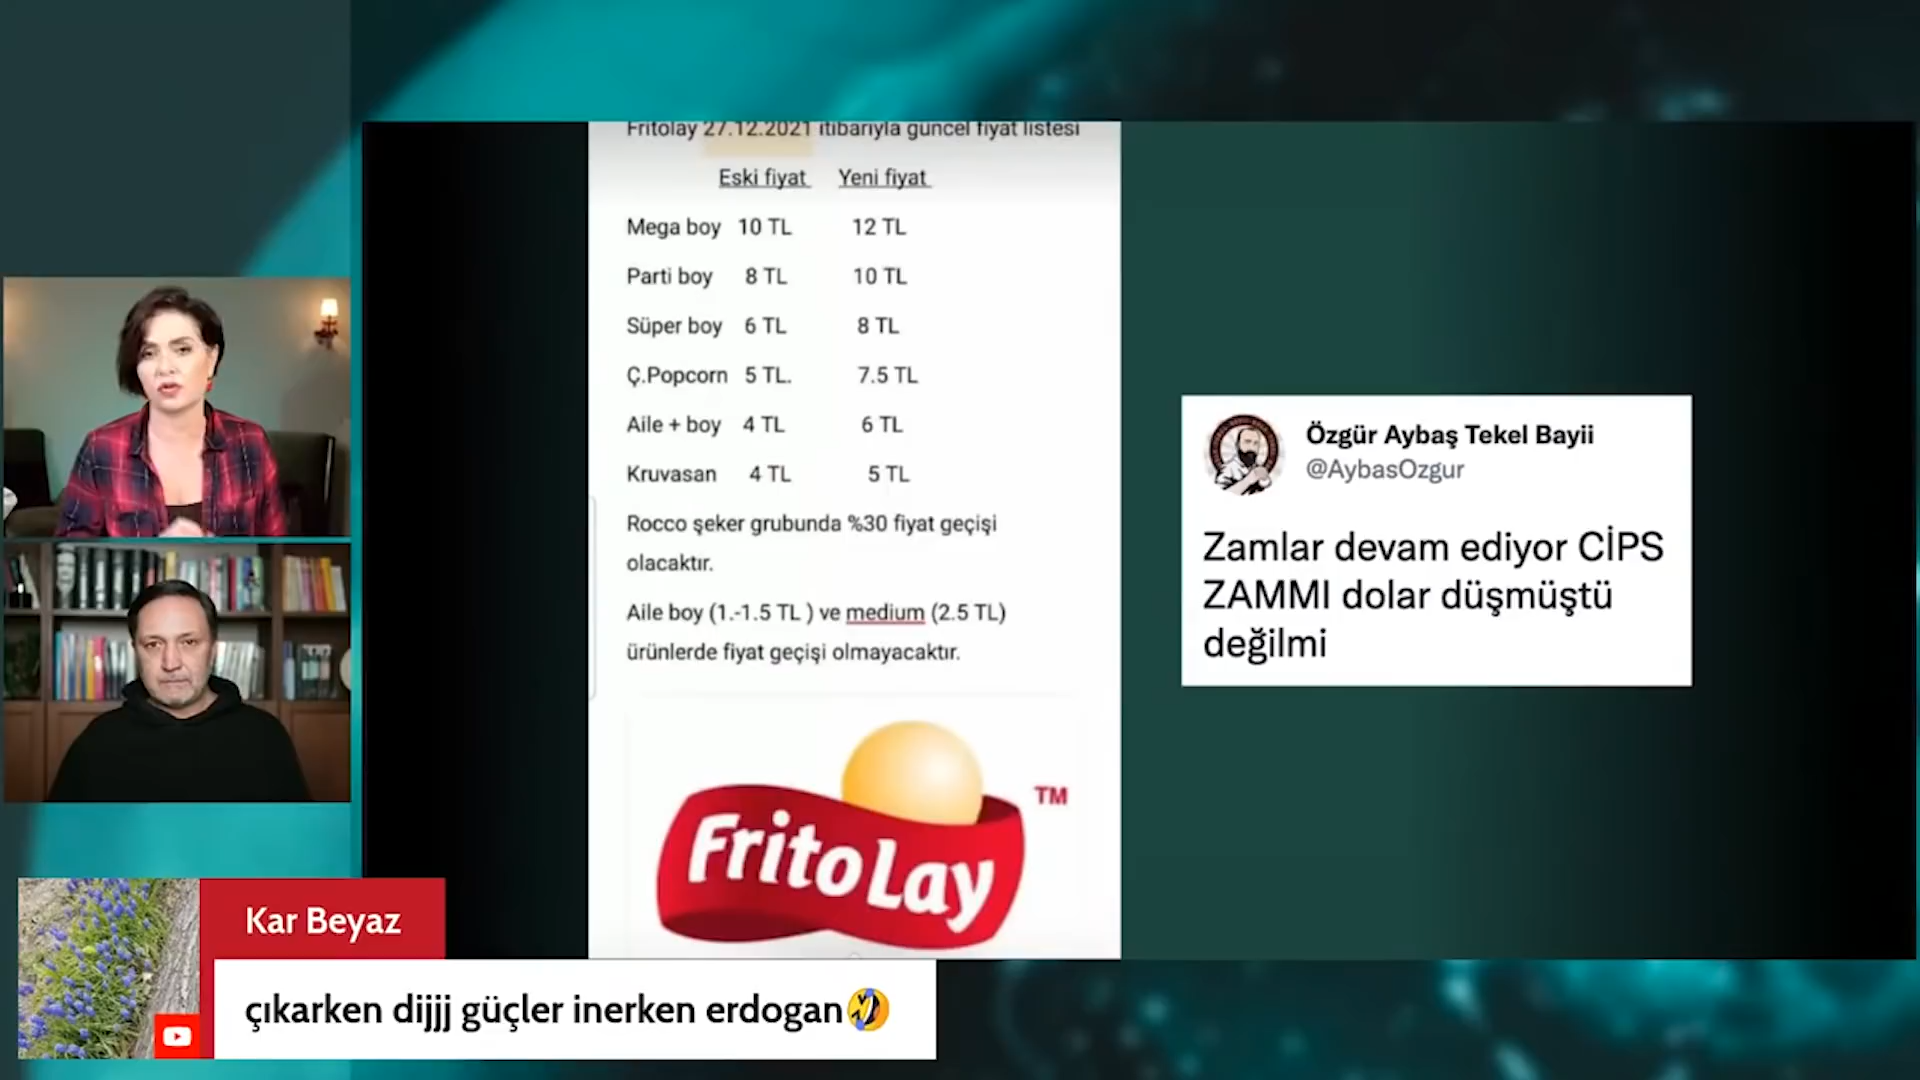 Fritolay 27.12.2021 itibarıyla güncel fiyat listesi
Eski fiyat Yeni fiyat
Mega boy 10 TL 12 TL
Parti boy 8 TL 10 TL
Süper boy 6 TL 8 TL
Ç.Popcorn 5 TL. 7.5 TL
Aile + boy 4 TL 6 TL
Kruvasan 4 TL 5 TL
Rocco şeker grubunda %30 fiyat geçişi
olacaktır.
Aile boy (1.-1.5 TL ) ve medium (2.5 TL)
ürünlerde fiyat geçişi olmayacaktır.
FritoLay TM
Özgür Aybaş Tekel Bayii
@AybasOzgur
Zamlar devam ediyor CİPS
ZAMMI dolar düşmüştü
değilmi
Kar Beyaz
çıkarken dijjj güçler inerken erdogan🤣